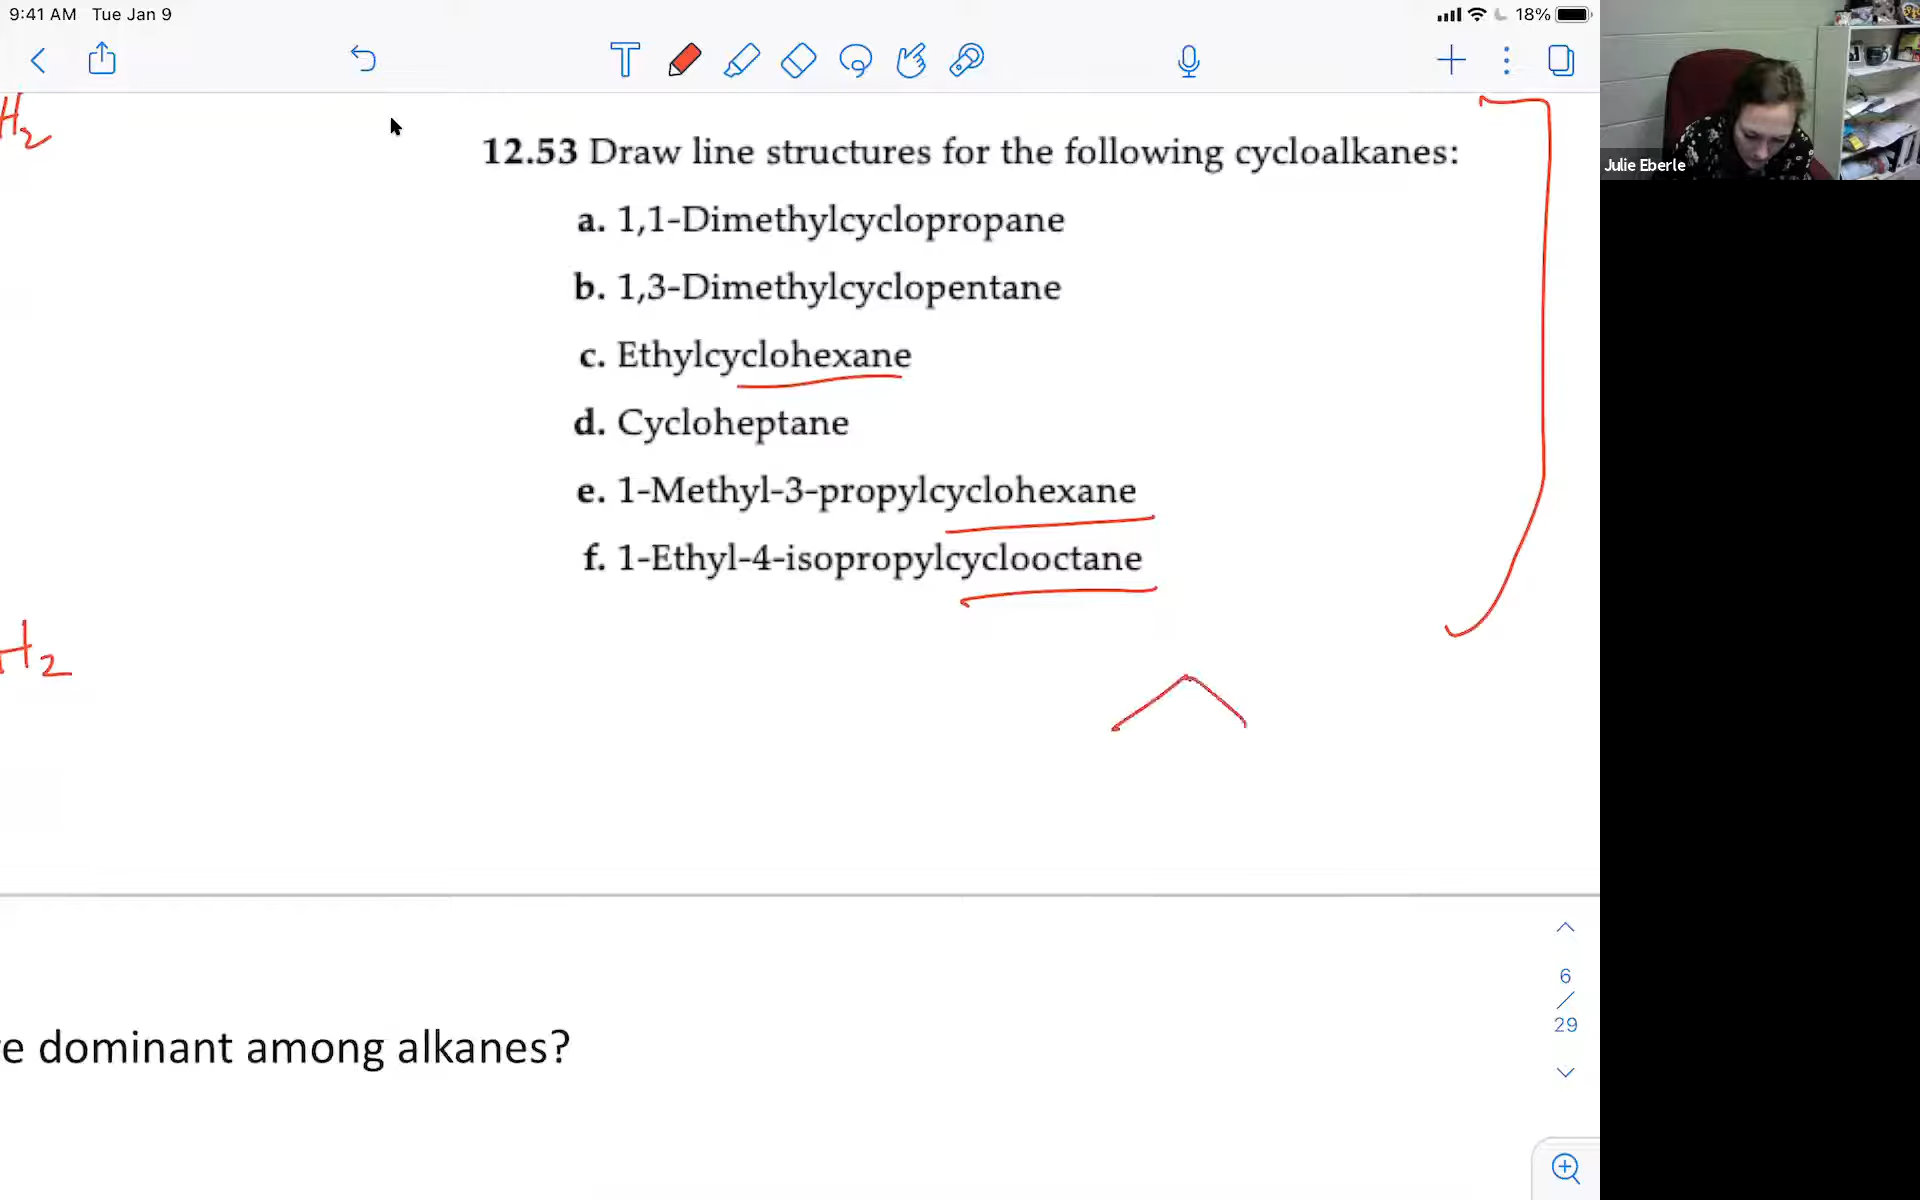 9:41 AM Tue Jan 9
18%
H2
12.53 Draw line structures for the following cycloalkanes:
a. 1,1-Dimethylcyclopropane
b. 1,3-Dimethylcyclopentane
c. Ethylcyclohexane
d. Cycloheptane
e. 1-Methyl-3-propylcyclohexane
f. 1-Ethyl-4-isopropylcyclooctane
H2
e dominant among alkanes?
6
/
29
Julie Eberle